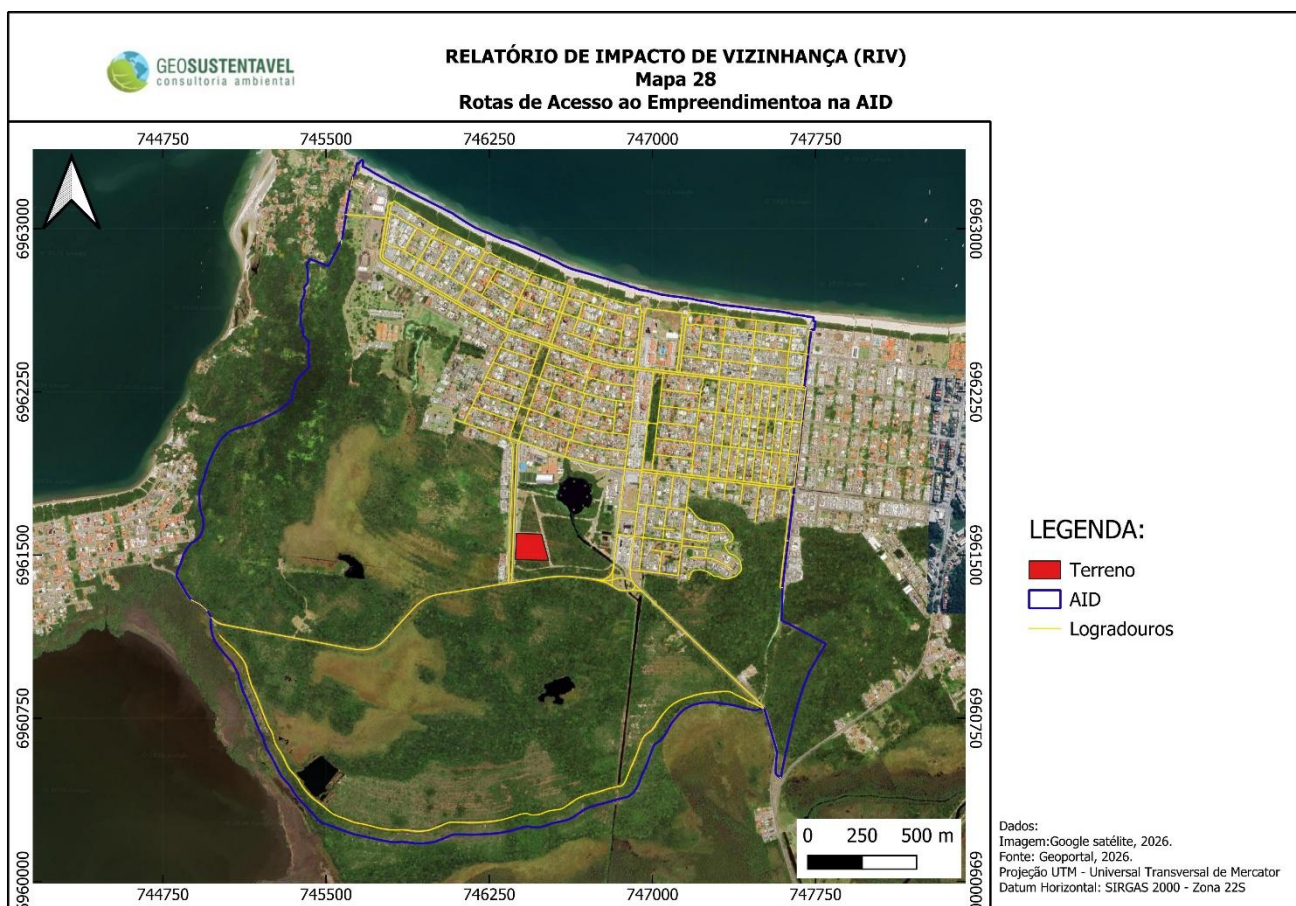 GEOSUSTENTAVEL
consultoria ambiental
RELATÓRIO DE IMPACTO DE VIZINHANÇA (RIV)
Mapa 28
Rotas de Acesso ao Empreendimentoa na AID
744750 745500 746250 747000 747750
6963000 6963000
6962250 6962250
6961500 6961500
6960750 6960750
6960000 6960000
744750 745500 746250 747000 747750
0 250 500 m
LEGENDA:
Terreno
AID
Logradouros
Dados:
Imagem:Google satélite, 2026.
Fonte: Geoportal, 2026.
Projeção UTM - Universal Transversal de Mercator
Datum Horizontal: SIRGAS 2000 - Zona 22S